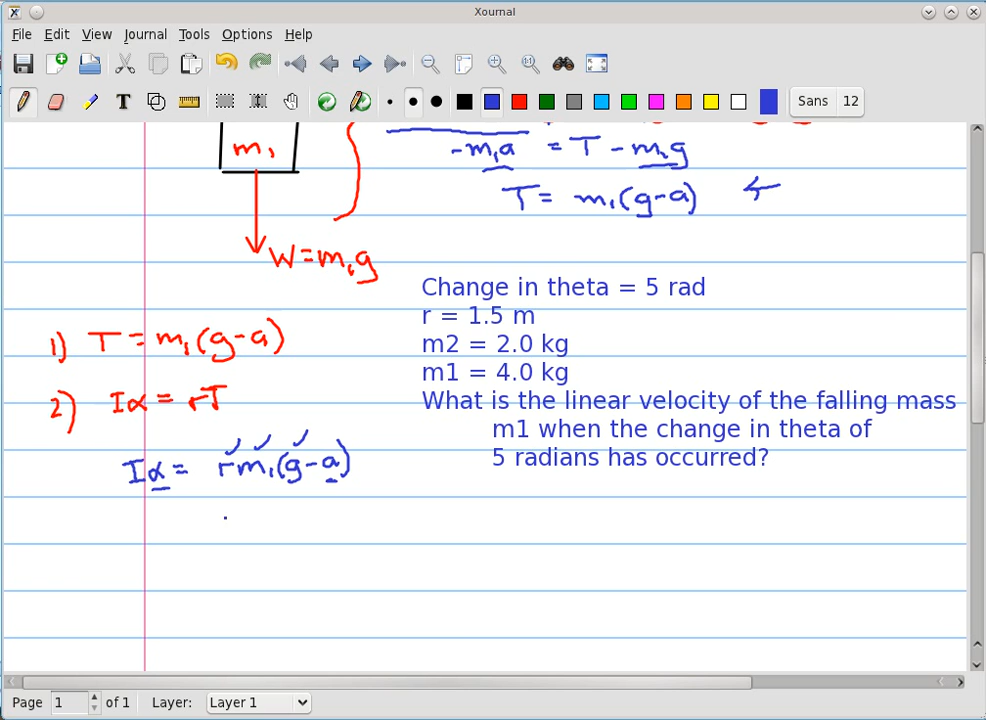 Xournal
File Edit View Journal Tools Options Help
Sans 12
m₁
-m₁a = T - m₁g
T = m₁(g-a)
W=m₁g
Change in theta = 5 rad
r = 1.5 m
m2 = 2.0 kg
m1 = 4.0 kg
What is the linear velocity of the falling mass
m1 when the change in theta of
5 radians has occurred?
1) T = m₁(g-a)
2) Iα = rT
Iα = rm₁(g-a)
Page 1 of 1 Layer: Layer 1